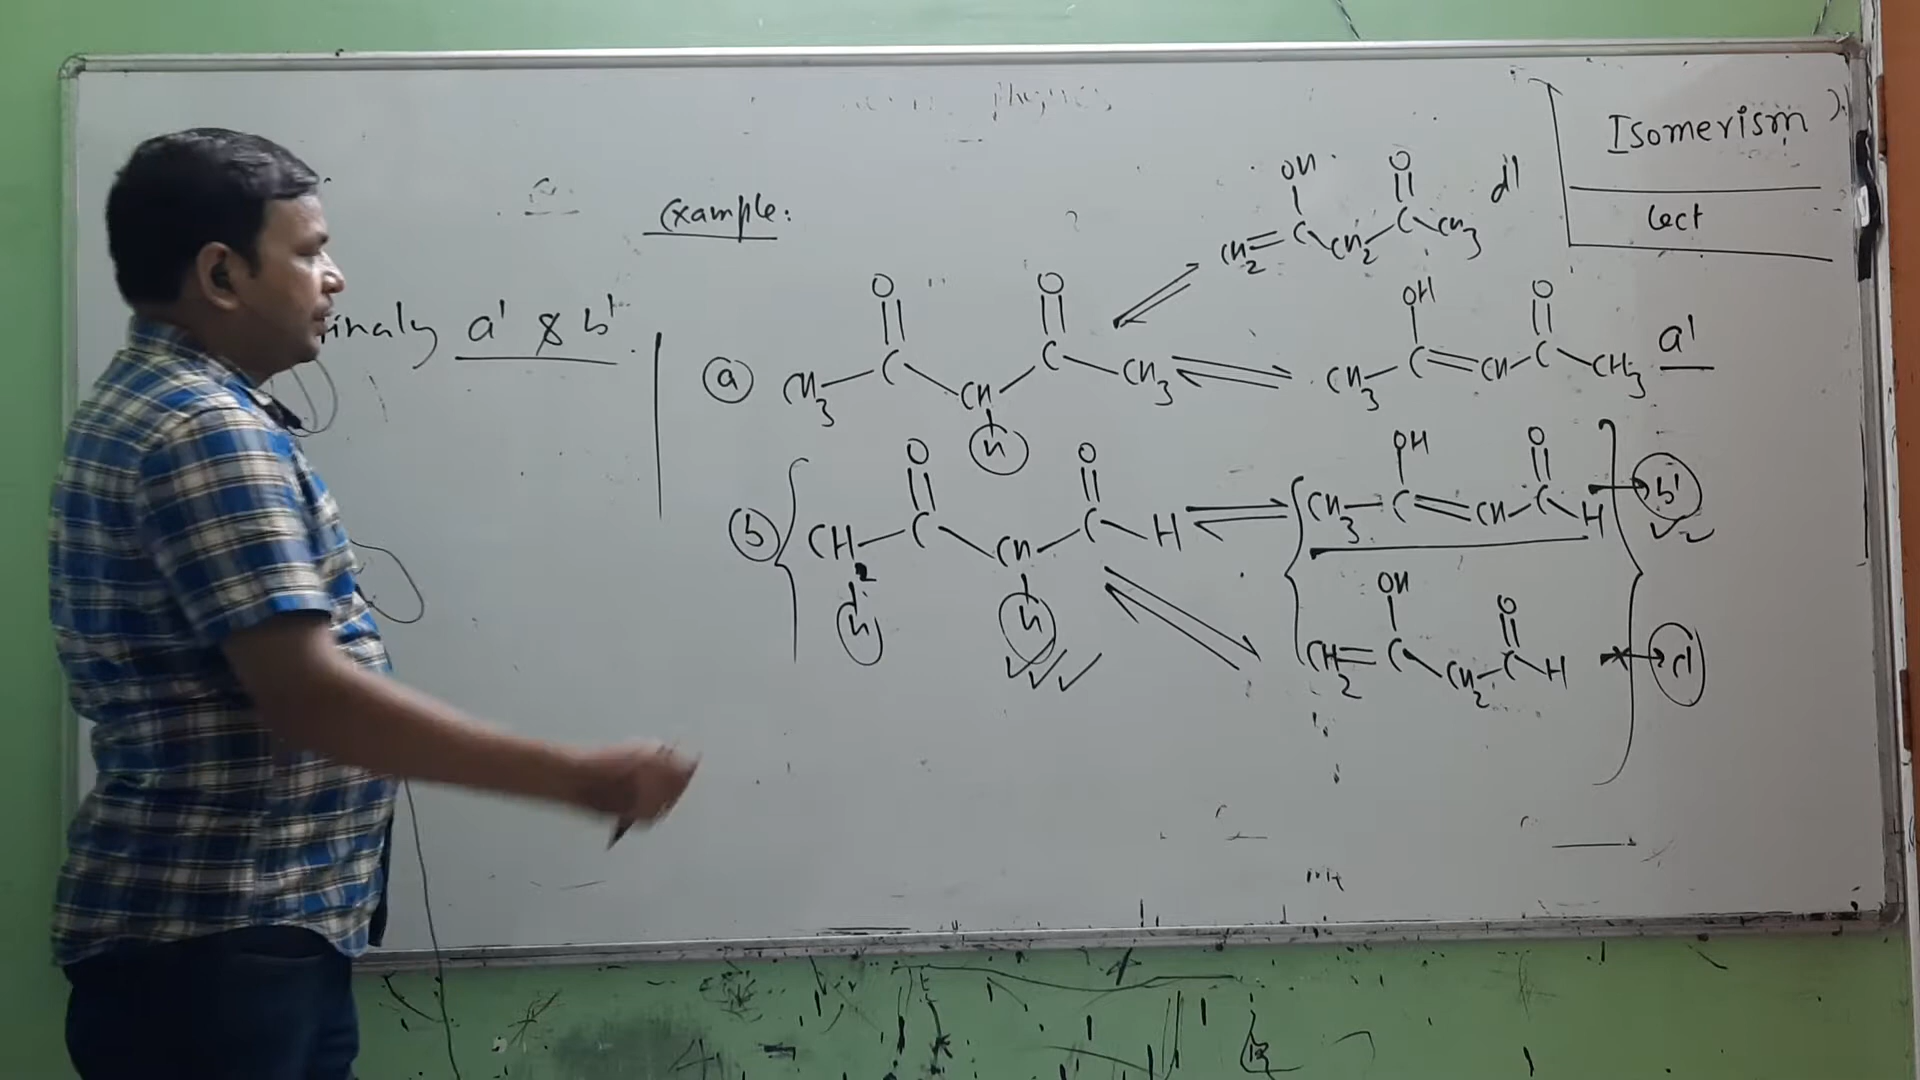 Isomerism
Lect
Example:
OH O
CH2=C-CH2-C-CH3 d'
a' & b'
O O
(a) CH3-C-CH-C-CH3
H
OH O
CH3-C=CH-C-CH3 a'
O O
(b) CH2-C-CH-C-H
H H
OH O
CH3-C=CH-C-H b'
OH O
CH2=C-CH2-C-H